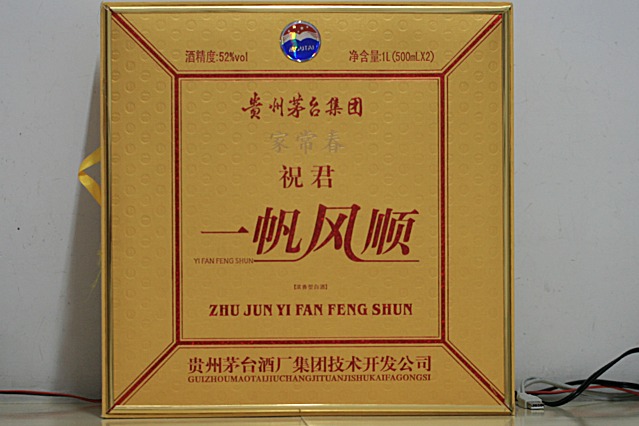 酒精度:52%vol
净含量:1L(500mLX2)
MOUTAI
贵州茅台集团
家常春
祝君
一帆风顺
YI FAN FENG SHUN
ZHU JUN YI FAN FENG SHUN
贵州茅台酒厂集团技术开发公司
GUIZHOUMAOTAIJIUCHANGJITUANJISHUKAIFAGONGSI